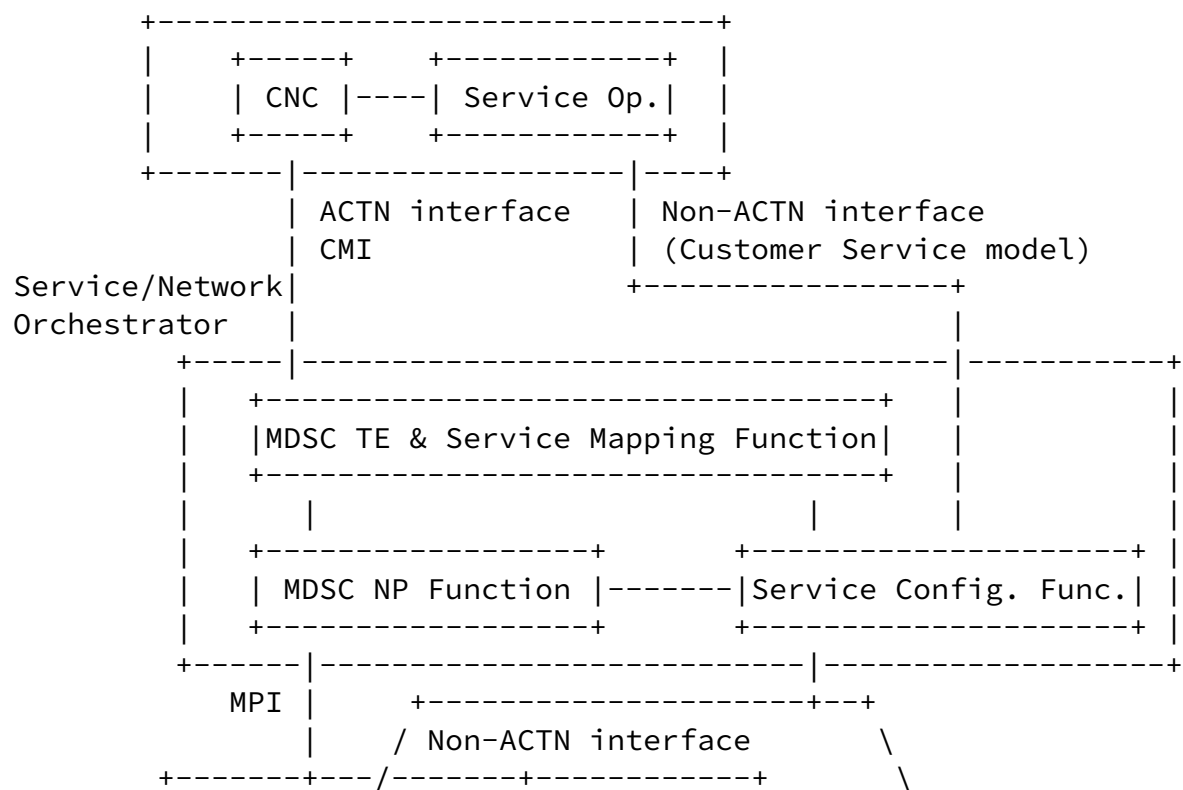 CNC Service Op.
ACTN interface Non-ACTN interface
CMI (Customer Service model)
Service/Network
Orchestrator
MDSC TE & Service Mapping Function
MDSC NP Function Service Config. Func.
MPI
Non-ACTN interface